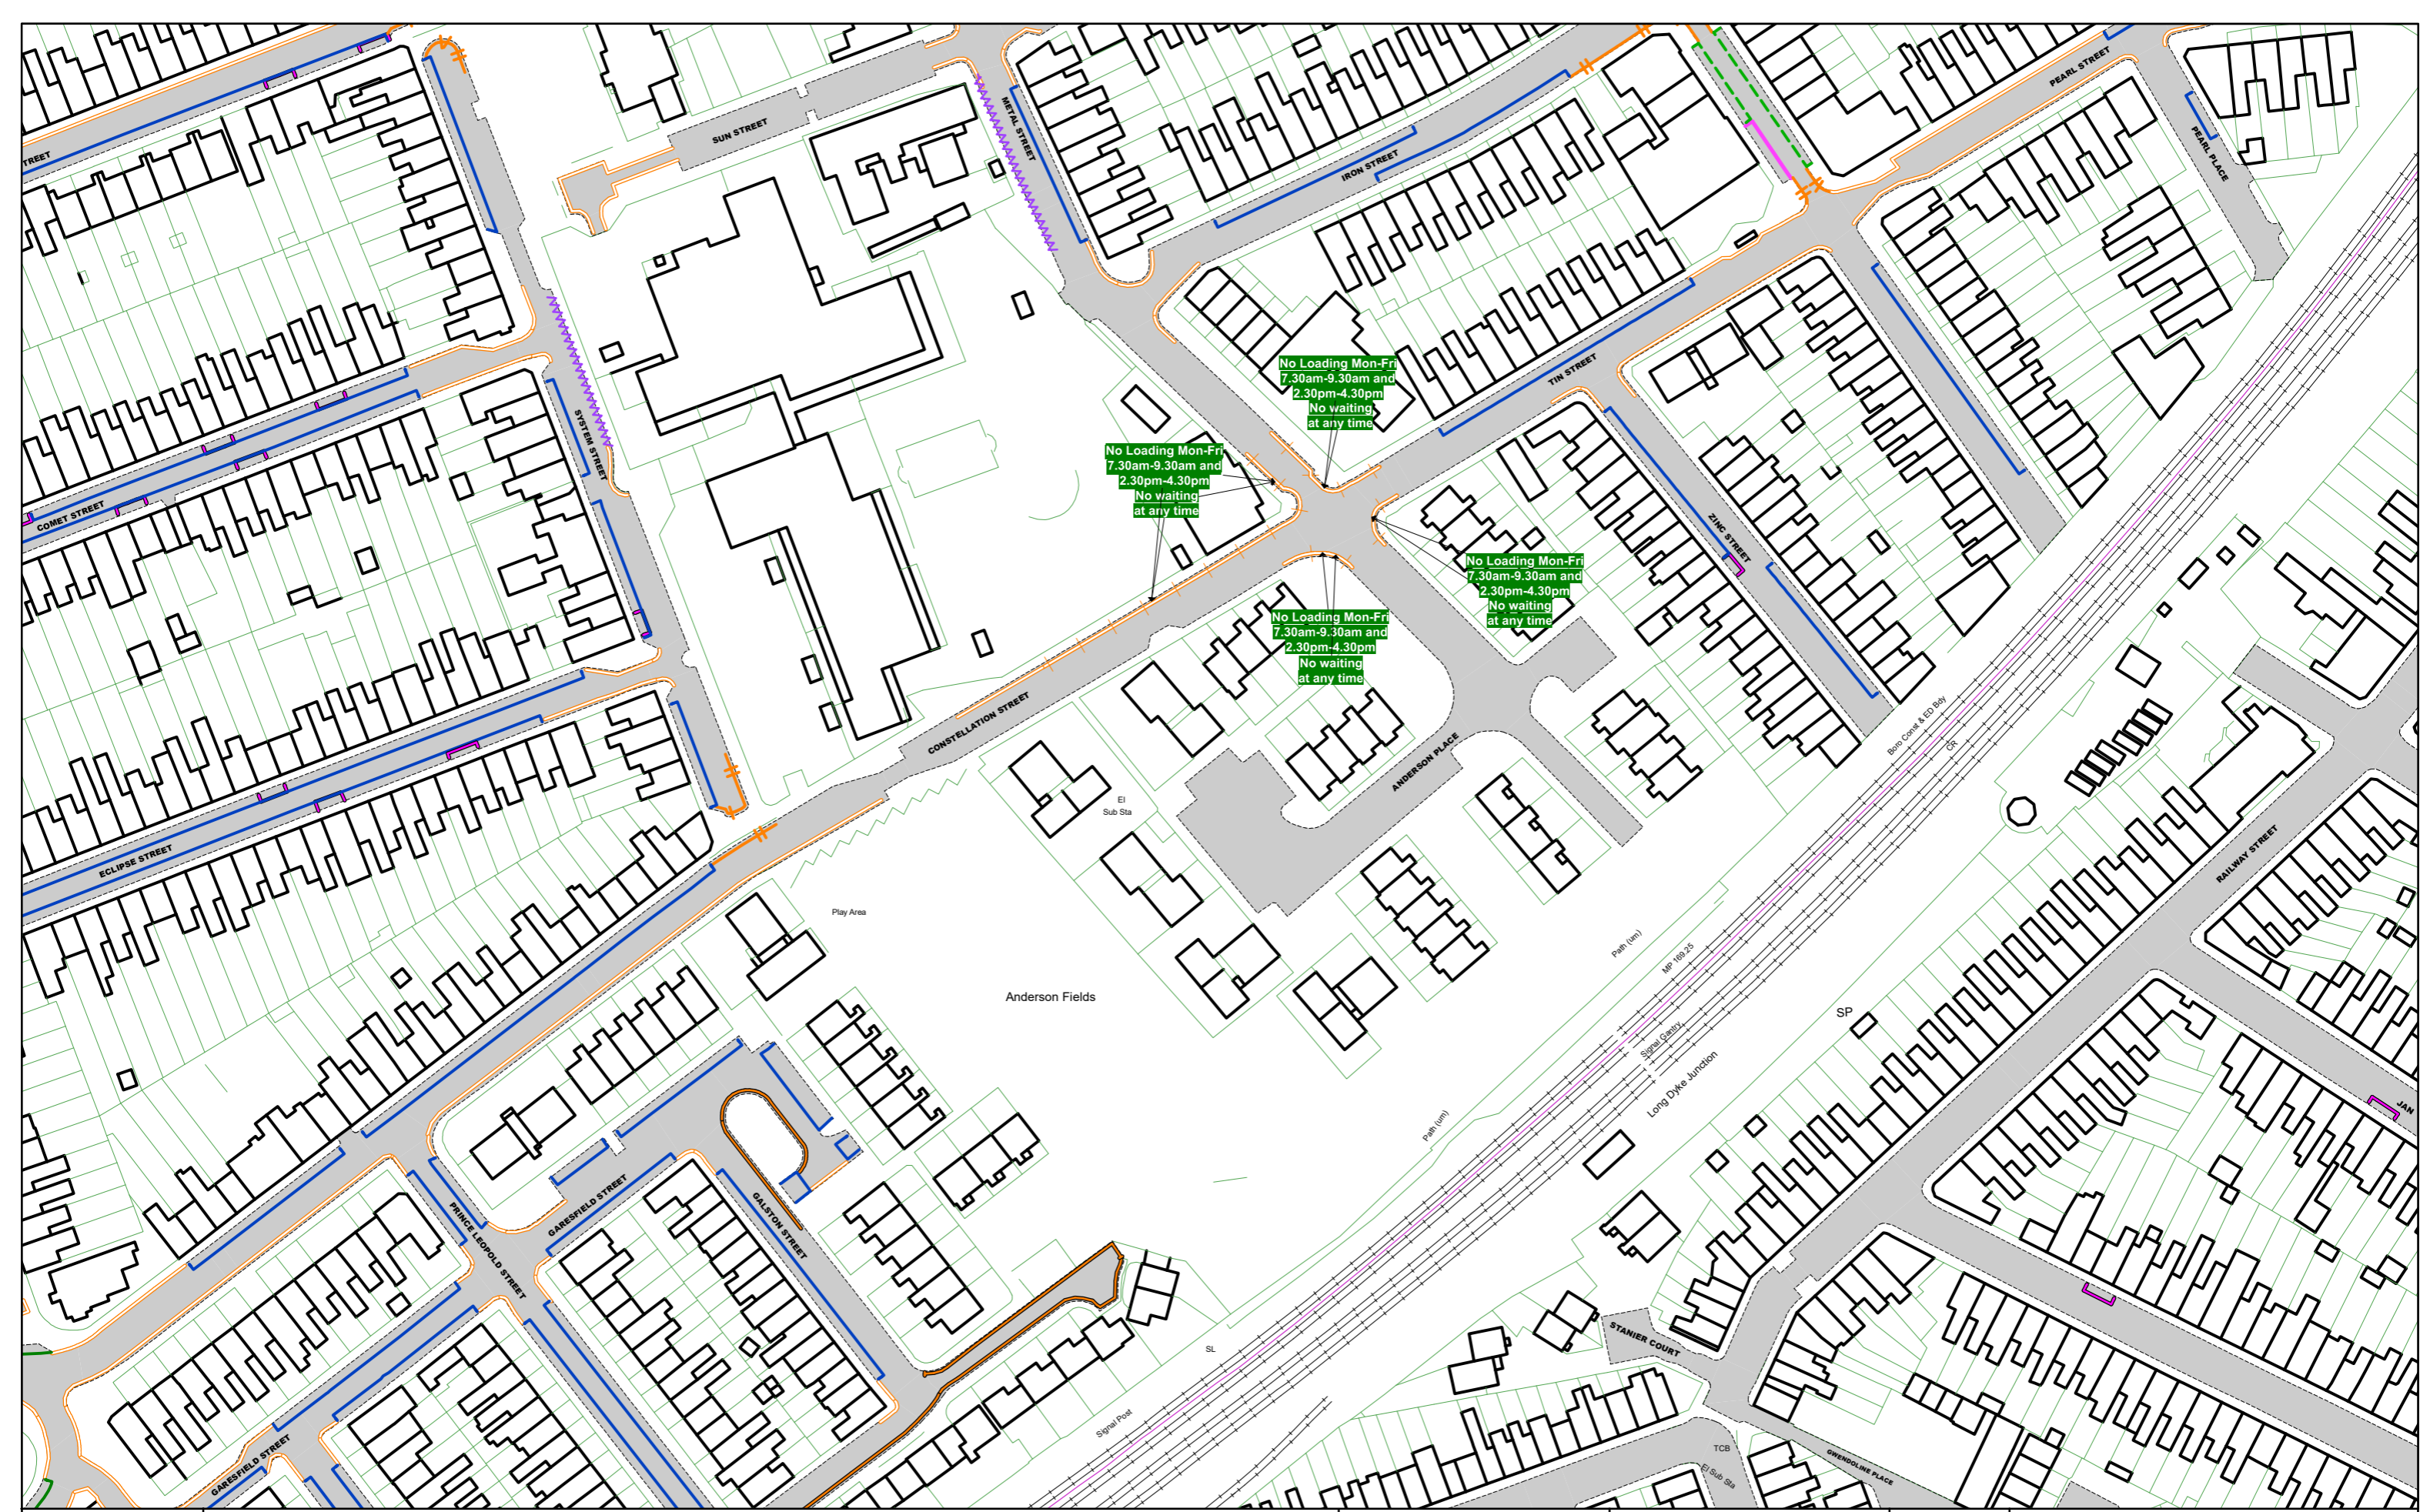 PEARL STREET
SUN STREET
METAL STREET
TREET
IRON STREET
PEARL PLACE
No Loading Mon-Fri
7.30am-9.30am and
2.30pm-4.30pm
No waiting
at any time
TIN STREET
SYSTEM STREET
No Loading Mon-Fri
7.30am-9.30am and
2.30pm-4.30pm
No waiting
at any time
COMET STREET
ZINC STREET
No Loading Mon-Fri
7.30am-9.30am and
2.30pm-4.30pm
No waiting
at any time
No Loading Mon-Fri
7.30am-9.30am and
2.30pm-4.30pm
No waiting
at any time
CONSTELLATION STREET
Boro Const & ED Bdy
CR
ANDERSON PLACE
El
Sub Sta
ECLIPSE STREET
RAILWAY STREET
Play Area
Path (um)
MP 169.25
Anderson Fields
SP
Signal Gantry
Long Dyke Junction
JAN
Path (um)
PRINCE LEOPOLD STREET
GARESFIELD STREET
GALSTON STREET
STANIER COURT
SL
Signal Post
TCB
El Sub Sta
GWENDOLINE PLACE
GARESFIELD STREET